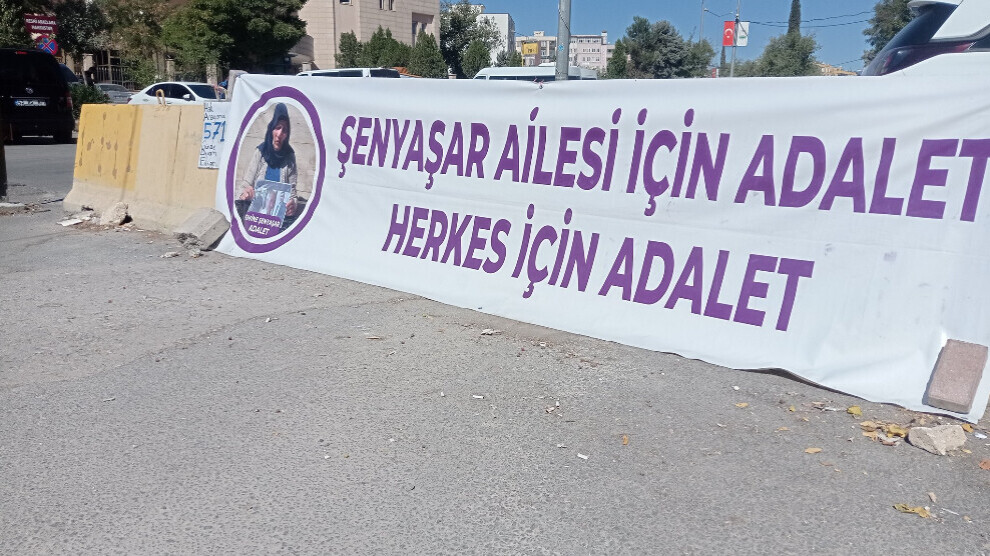 ŞENYAŞAR AİLESİ İÇİN ADALET
HERKES İÇİN ADALET
EMİNE ŞENYAŞAR
ADALET
571